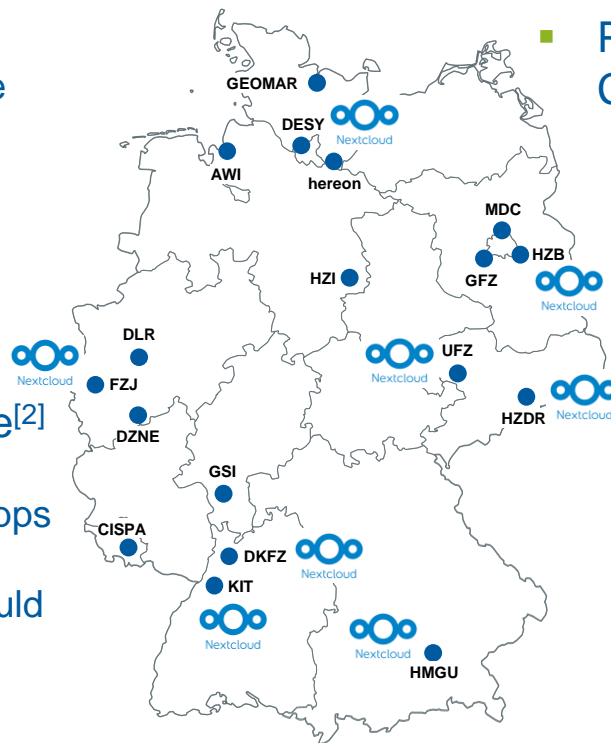 e
GEOMAR
DESY
Nextcloud
AWI
hereon
MDC
HZB
GFZ
HZI
Nextcloud
DLR
UFZ
Nextcloud
FZJ
Nextcloud
HZDR
Nextcloud
e[2]
DZNE
GSI
ops
CISPA
DKFZ
Nextcloud
KIT
uld
Nextcloud
Nextcloud
HMGU